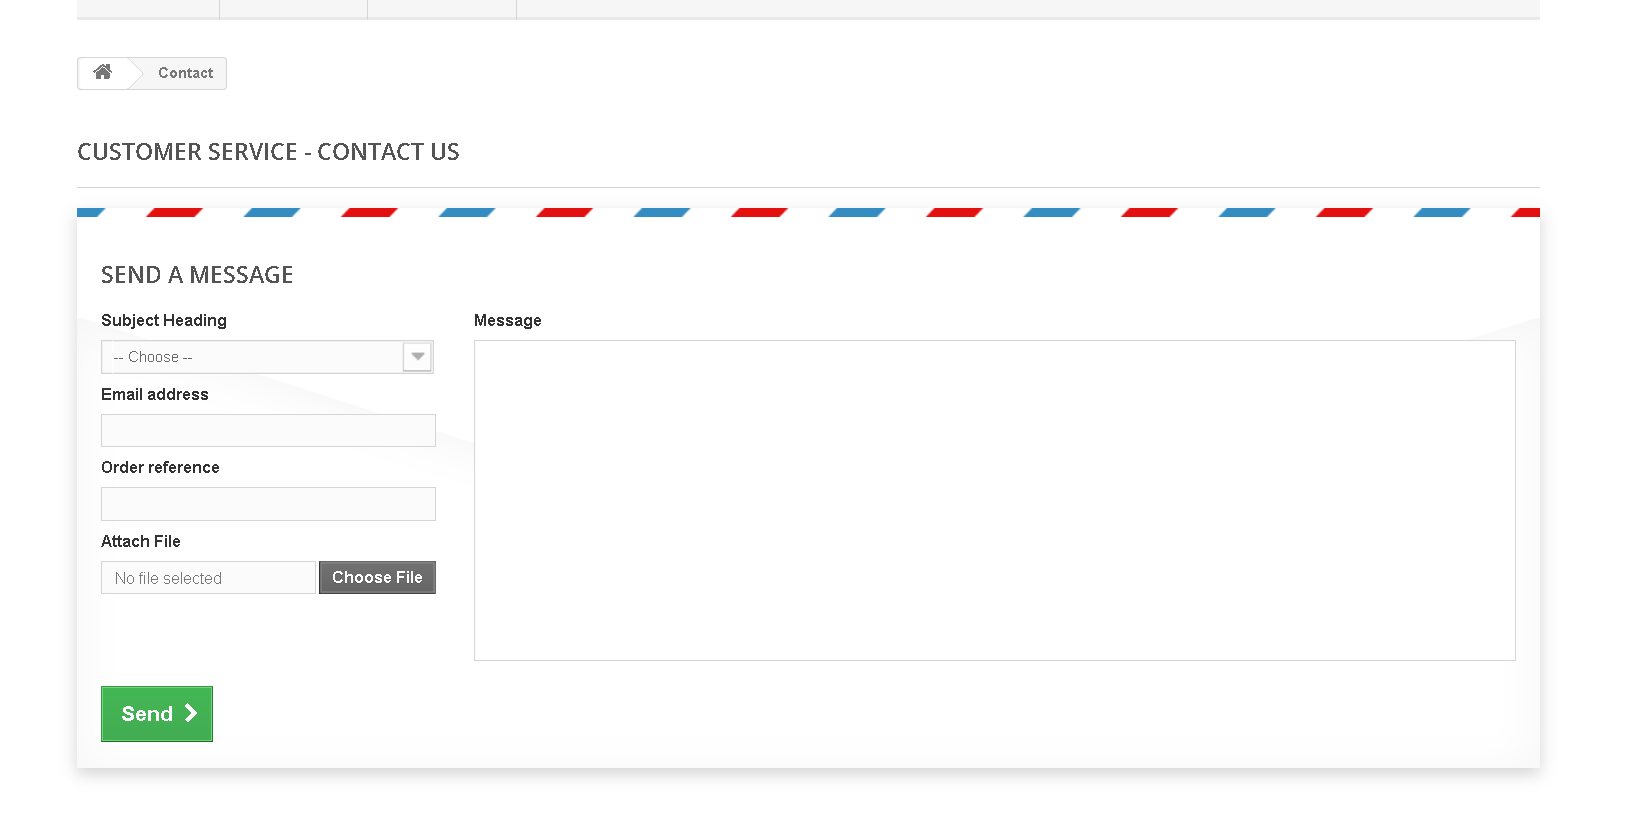 Contact
CUSTOMER SERVICE - CONTACT US
SEND A MESSAGE
Subject Heading
-- Choose --
Email address
Order reference
Attach File
No file selected
Choose File
Message
Send